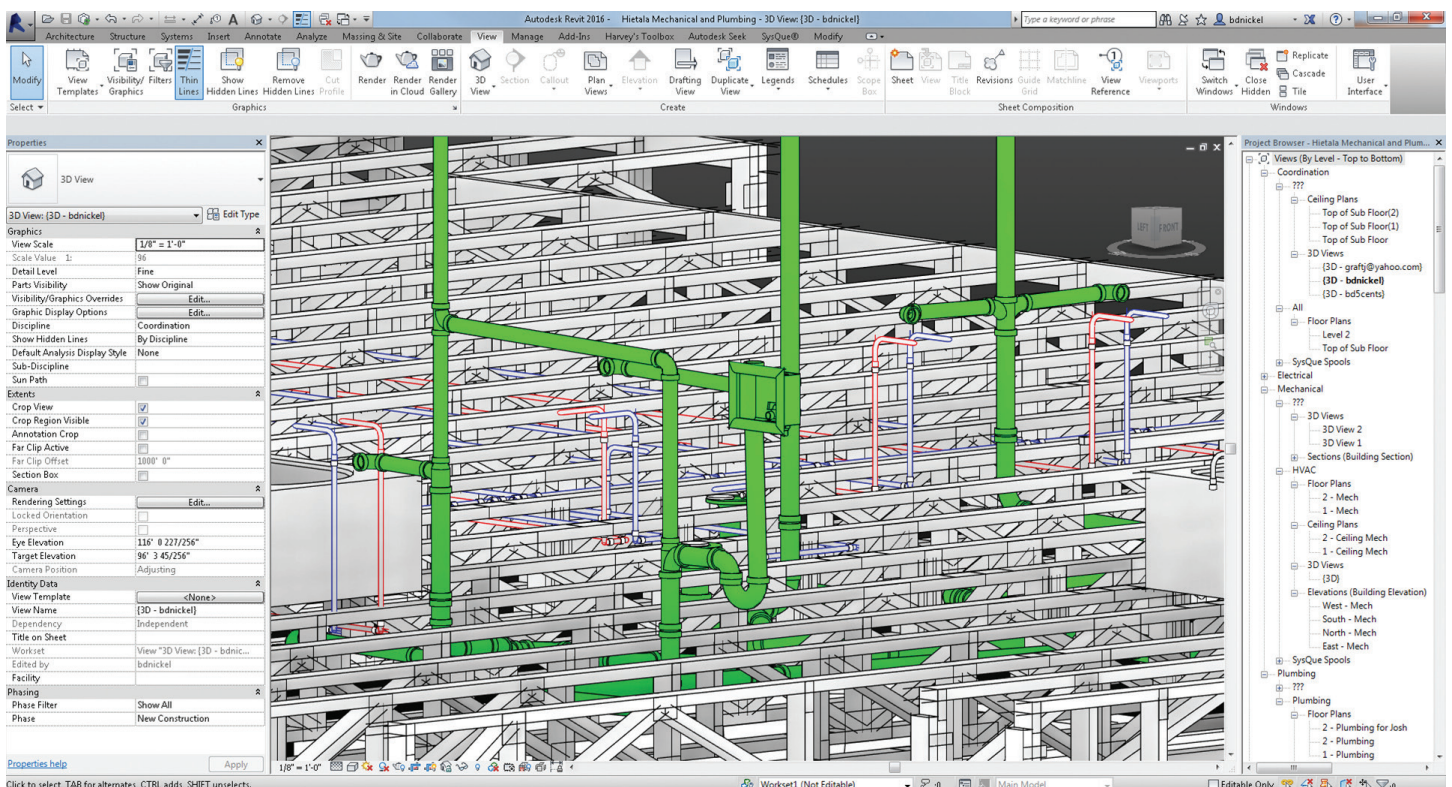 Autodesk Revit 2016 - Hietala Mechanical and Plumbing - 3D View: {3D - bdnickel}
Type a keyword or phrase
bdnickel
Architecture Structure Systems Insert Annotate Analyze Massing & Site Collaborate View Manage Add-Ins Harvey's Toolbox Autodesk Seek SysQue® Modify
Modify
View Templates
Visibility/ Graphics
Filters
Thin Lines
Show Hidden Lines
Remove Hidden Lines
Cut Profile
Render
Render in Cloud
Render Gallery
3D View
Section
Callout
Plan Views
Elevation
Drafting View
Duplicate View
Legends
Schedules
Scope Box
Sheet
View
Title Block
Revisions
Guide Grid
Matchline
View Reference
Viewports
Switch Windows
Close Hidden
Replicate
Cascade
Tile
User Interface
Select
Graphics
Create
Sheet Composition
Windows
Properties
3D View
3D View: {3D - bdnickel}
Edit Type
Graphics
View Scale 1/8" = 1'-0"
Scale Value 1: 96
Detail Level Fine
Parts Visibility Show Original
Visibility/Graphics Overrides Edit...
Graphic Display Options Edit...
Discipline Coordination
Show Hidden Lines By Discipline
Default Analysis Display Style None
Sub-Discipline
Sun Path
Extents
Crop View
Crop Region Visible
Annotation Crop
Far Clip Active
Far Clip Offset 1000' 0"
Section Box
Camera
Rendering Settings Edit...
Locked Orientation
Perspective
Eye Elevation 116' 0 227/256"
Target Elevation 96' 3 45/256"
Camera Position Adjusting
Identity Data
View Template <None>
View Name {3D - bdnickel}
Dependency Independent
Title on Sheet
Workset View "3D View: {3D - bdnic...
Edited by bdnickel
Facility
Phasing
Phase Filter Show All
Phase New Construction
Properties help
Apply
LEFT FRONT
1/8" = 1'-0"
Project Browser - Hietala Mechanical and Plum...
Views (By Level - Top to Bottom)
Coordination
???
Ceiling Plans
Top of Sub Floor(2)
Top of Sub Floor(1)
Top of Sub Floor
3D Views
{3D - graftj@yahoo.com}
{3D - bdnickel}
{3D - bd5cents}
All
Floor Plans
Level 2
Top of Sub Floor
SysQue Spools
Electrical
Mechanical
???
3D Views
3D View 2
3D View 1
Sections (Building Section)
HVAC
Floor Plans
2 - Mech
1 - Mech
Ceiling Plans
2 - Ceiling Mech
1 - Ceiling Mech
3D Views
{3D}
Elevations (Building Elevation)
West - Mech
South - Mech
North - Mech
East - Mech
SysQue Spools
Plumbing
???
Plumbing
Floor Plans
2 - Plumbing for Josh
2 - Plumbing
1 - Plumbing
Click to select, TAB for alternates, CTRL adds, SHIFT unselects.
Workset1 (Not Editable)
:0
Main Model
Editable Only
:0